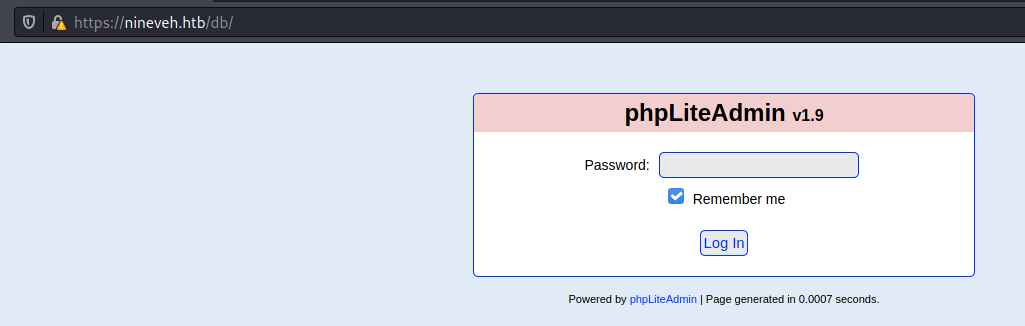 https://nineveh.htb/db/
phpLiteAdmin v1.9
Password:
Remember me
Log In
Powered by phpLiteAdmin | Page generated in 0.0007 seconds.